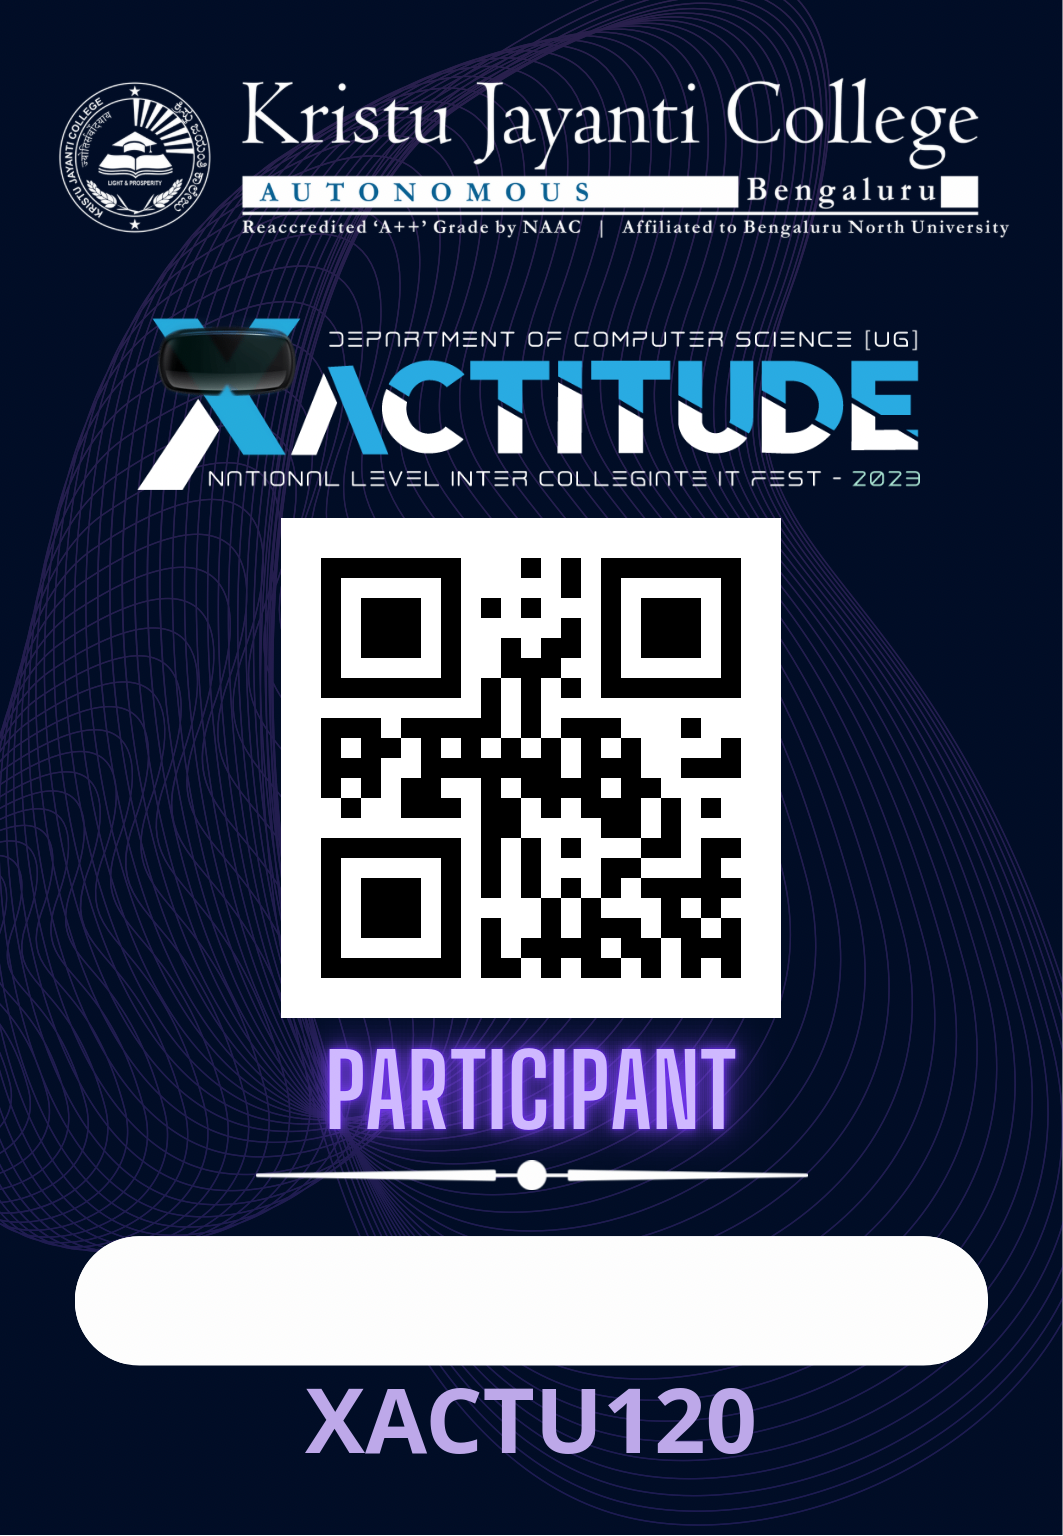 Kristu Jayanti College
AUTONOMOUS Bengaluru
Reaccredited ‘A++’ Grade by NAAC | Affiliated to Bengaluru North University
KRISTU JAYANTI COLLEGE
LIGHT & PROSPERITY
DEPARTMENT OF COMPUTER SCIENCE [UG]
XACTITUDE
NATIONAL LEVEL INTER COLLEGIATE IT FEST - 2023
PARTICIPANT
XACTU120